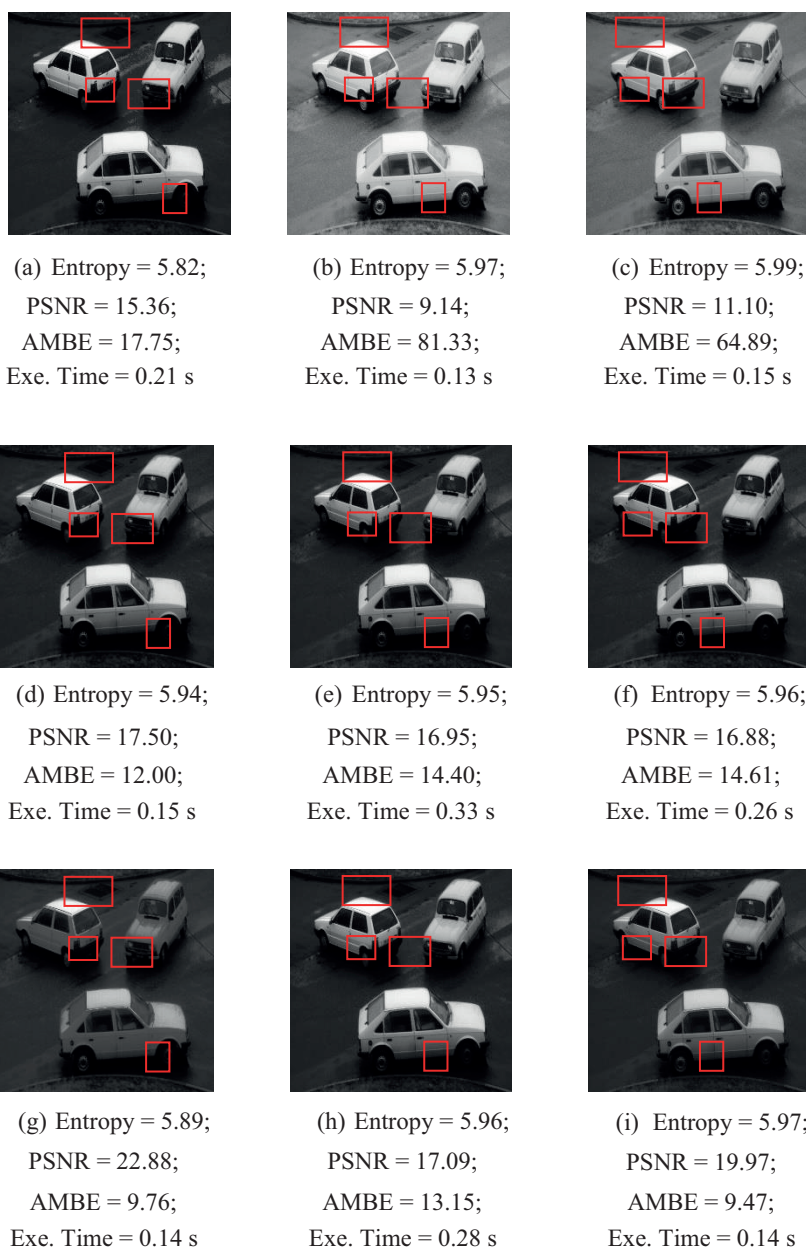 (a) Entropy = 5.82;
PSNR = 15.36;
AMBE = 17.75;
Exe. Time = 0.21 s
(b) Entropy = 5.97;
PSNR = 9.14;
AMBE = 81.33;
Exe. Time = 0.13 s
(c) Entropy = 5.99;
PSNR = 11.10;
AMBE = 64.89;
Exe. Time = 0.15 s
(d) Entropy = 5.94;
PSNR = 17.50;
AMBE = 12.00;
Exe. Time = 0.15 s
(e) Entropy = 5.95;
PSNR = 16.95;
AMBE = 14.40;
Exe. Time = 0.33 s
(f) Entropy = 5.96;
PSNR = 16.88;
AMBE = 14.61;
Exe. Time = 0.26 s
(g) Entropy = 5.89;
PSNR = 22.88;
AMBE = 9.76;
Exe. Time = 0.14 s
(h) Entropy = 5.96;
PSNR = 17.09;
AMBE = 13.15;
Exe. Time = 0.28 s
(i) Entropy = 5.97;
PSNR = 19.97;
AMBE = 9.47;
Exe. Time = 0.14 s